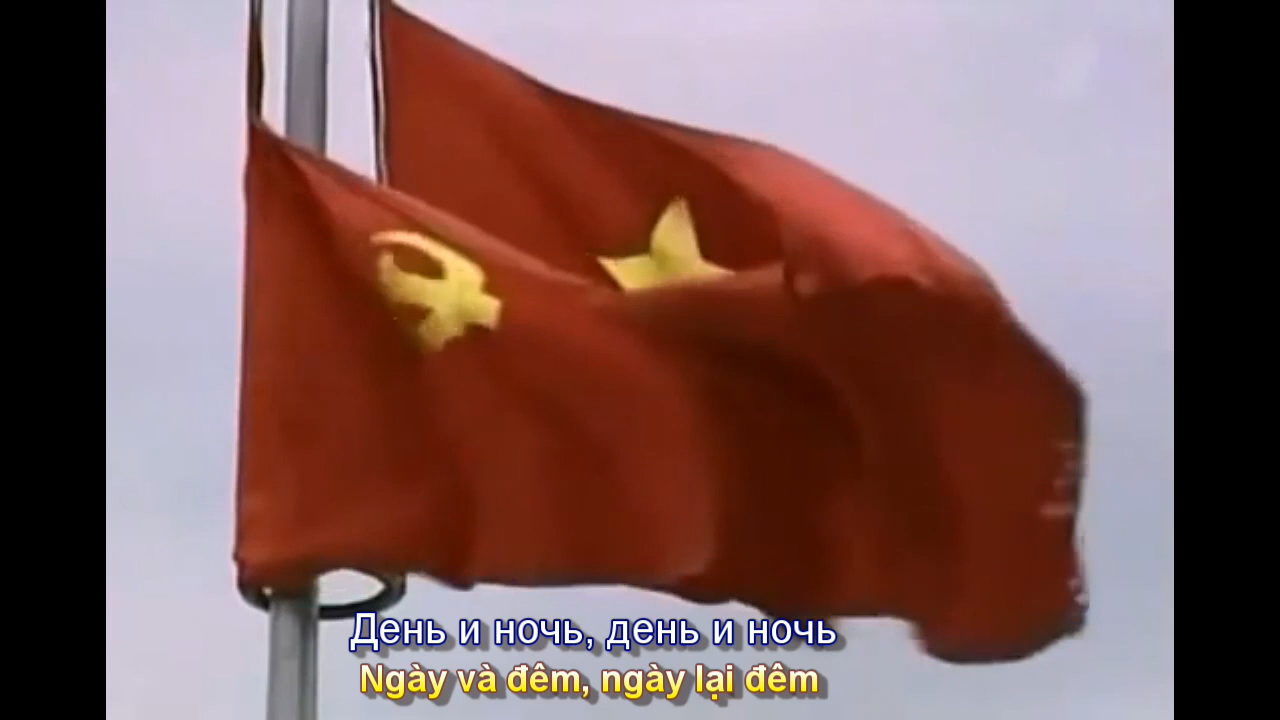 День и ночь, день и ночь
Ngày và đêm, ngày lại đêm